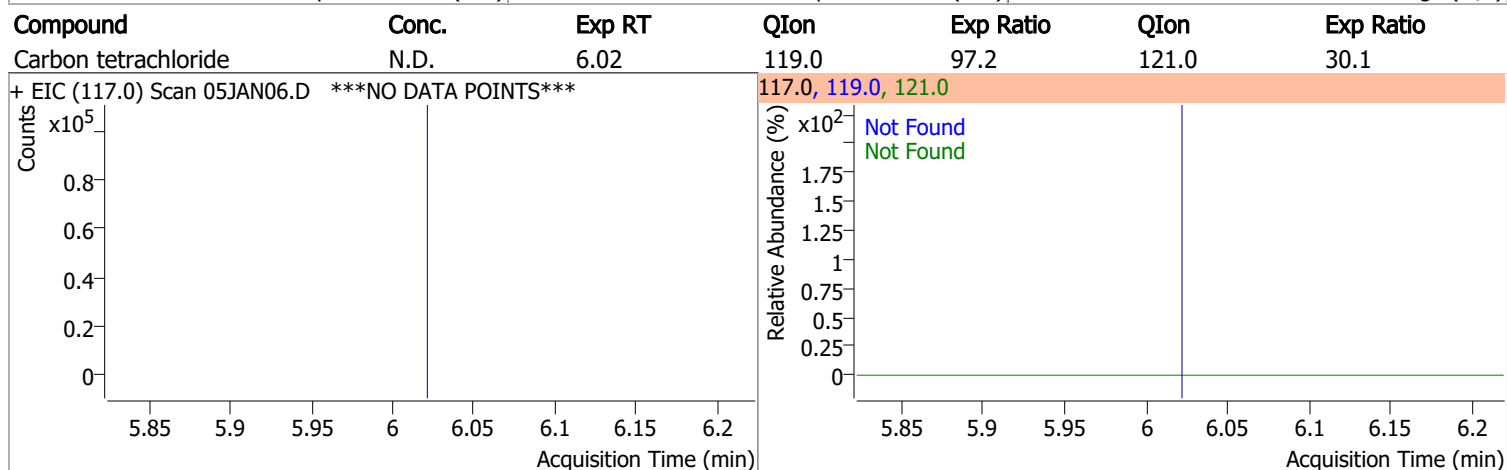 Compound Conc. Exp RT QIon Exp Ratio QIon Exp Ratio
Carbon tetrachloride N.D. 6.02 119.0 97.2 121.0 30.1
+ EIC (117.0) Scan 05JAN06.D ***NO DATA POINTS***
Counts
x10⁵
0.8
0.6
0.4
0.2
0
5.85 5.9 5.95 6 6.05 6.1 6.15 6.2
Acquisition Time (min)
117.0, 119.0, 121.0
Relative Abundance (%)
x10²
Not Found
Not Found
1.75
1.5
1.25
1
0.75
0.5
0.25
0
5.85 5.9 5.95 6 6.05 6.1 6.15 6.2
Acquisition Time (min)